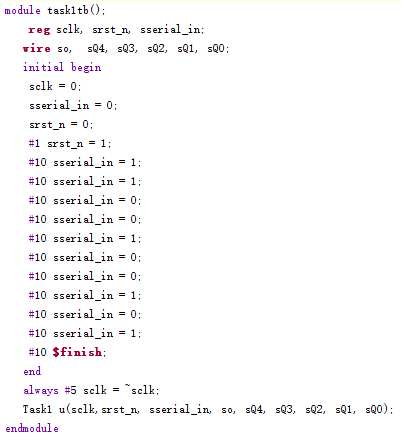 module task1tb();
reg sclk, srst_n, sserial_in;
wire so, sQ4, sQ3, sQ2, sQ1, sQ0;
initial begin
sclk = 0;
sserial_in = 0;
srst_n = 0;
#1 srst_n = 1;
#10 sserial_in = 1;
#10 sserial_in = 1;
#10 sserial_in = 0;
#10 sserial_in = 0;
#10 sserial_in = 1;
#10 sserial_in = 0;
#10 sserial_in = 0;
#10 sserial_in = 1;
#10 sserial_in = 0;
#10 sserial_in = 1;
#10 $finish;
end
always #5 sclk = ~sclk;
Task1 u(sclk, srst_n, sserial_in, so, sQ4, sQ3, sQ2, sQ1, sQ0);
endmodule